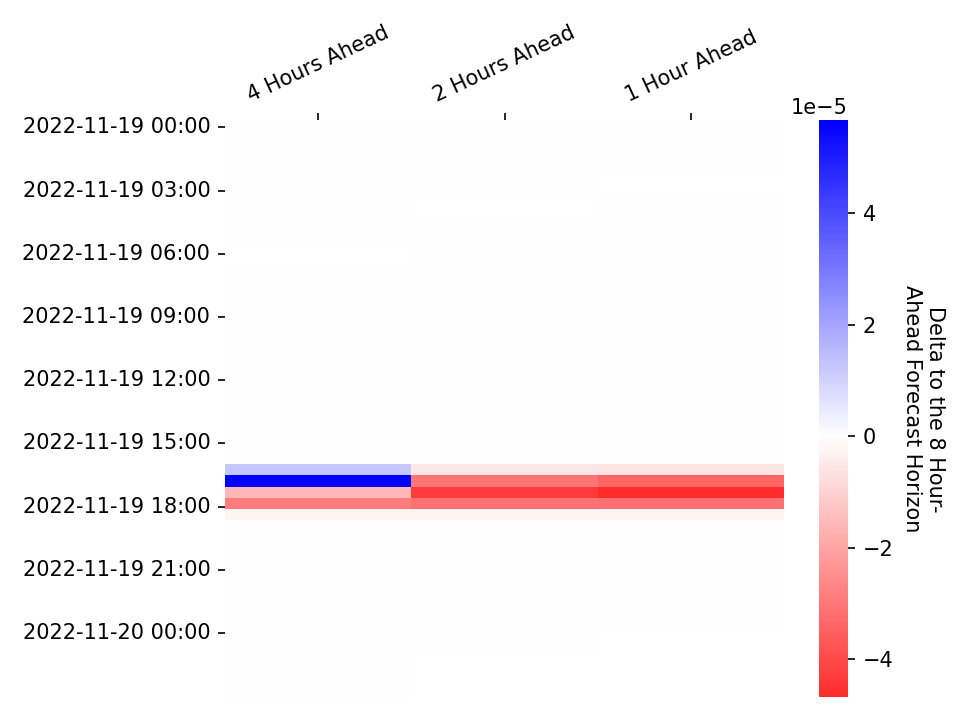 4 Hours Ahead
2 Hours Ahead
1 Hour Ahead
1e−5
2022-11-19 00:00
2022-11-19 03:00
2022-11-19 06:00
2022-11-19 09:00
2022-11-19 12:00
2022-11-19 15:00
2022-11-19 18:00
2022-11-19 21:00
2022-11-20 00:00
4
2
0
−2
−4
Delta to the 8 Hour-
Ahead Forecast Horizon